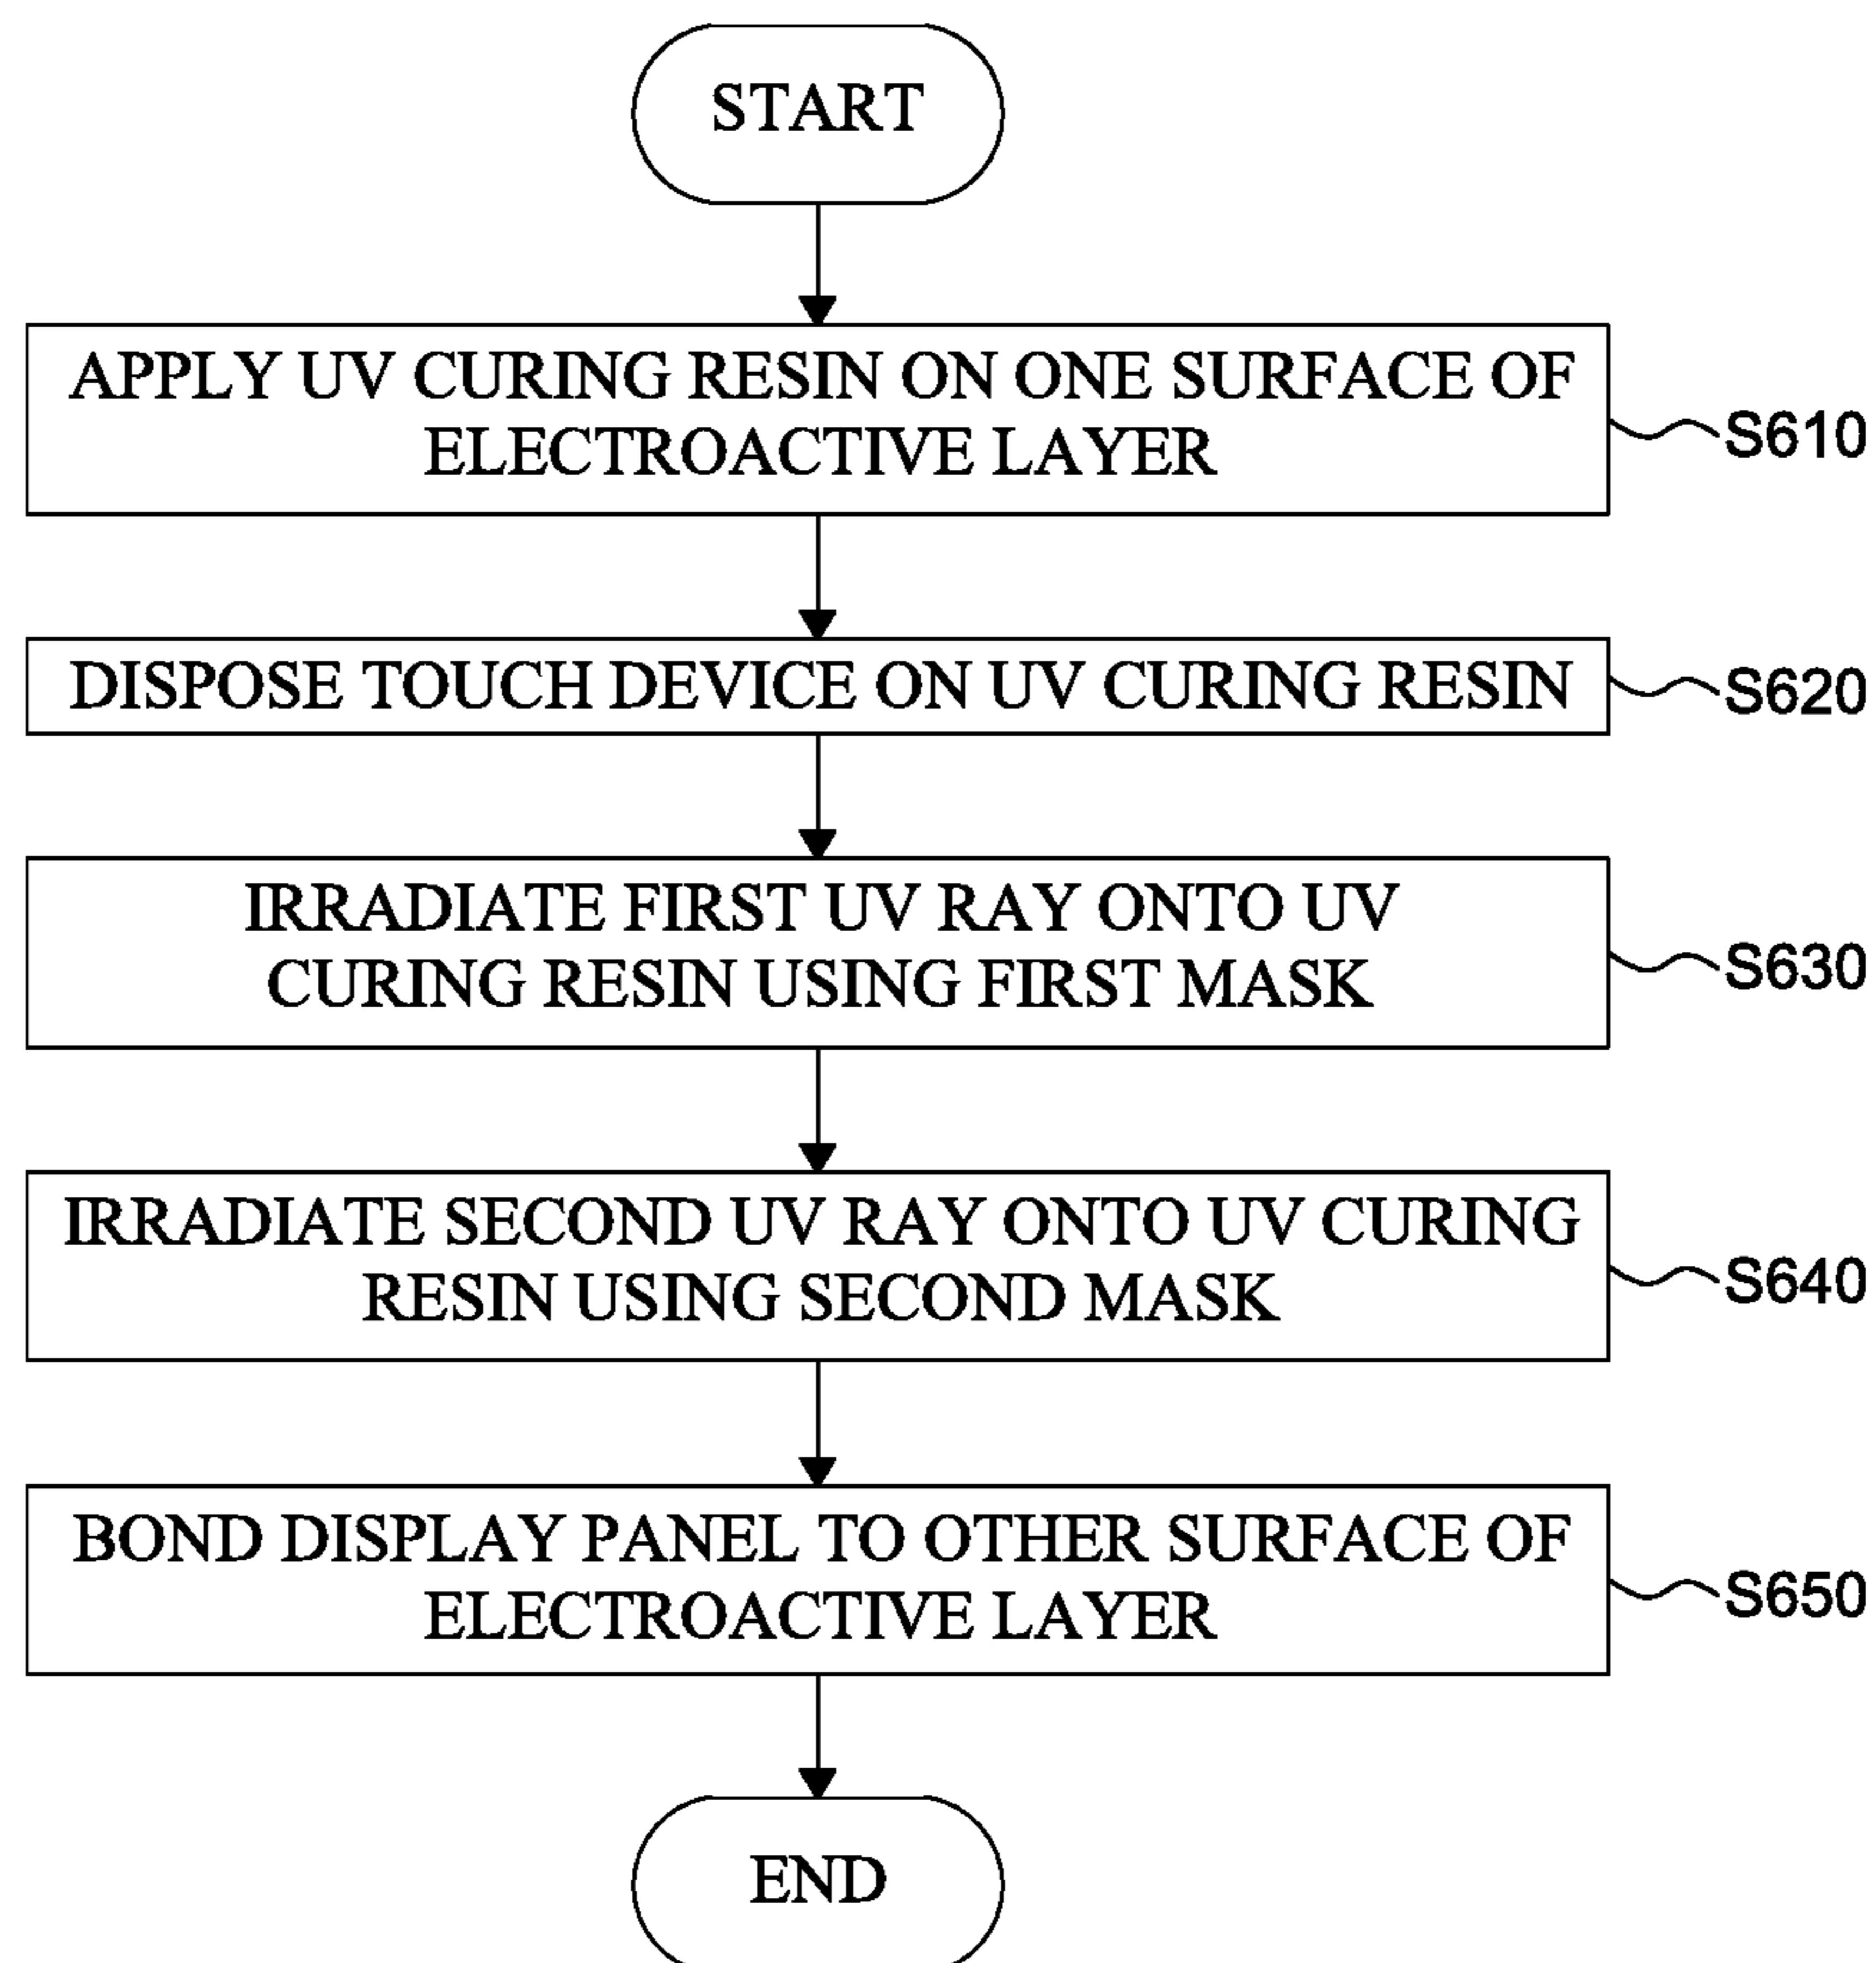 START
APPLY UV CURING RESIN ON ONE SURFACE OF
ELECTROACTIVE LAYER
S610
DISPOSE TOUCH DEVICE ON UV CURING RESIN
S620
IRRADIATE FIRST UV RAY ONTO UV
CURING RESIN USING FIRST MASK
S630
IRRADIATE SECOND UV RAY ONTO UV CURING
RESIN USING SECOND MASK
S640
BOND DISPLAY PANEL TO OTHER SURFACE OF
ELECTROACTIVE LAYER
S650
END